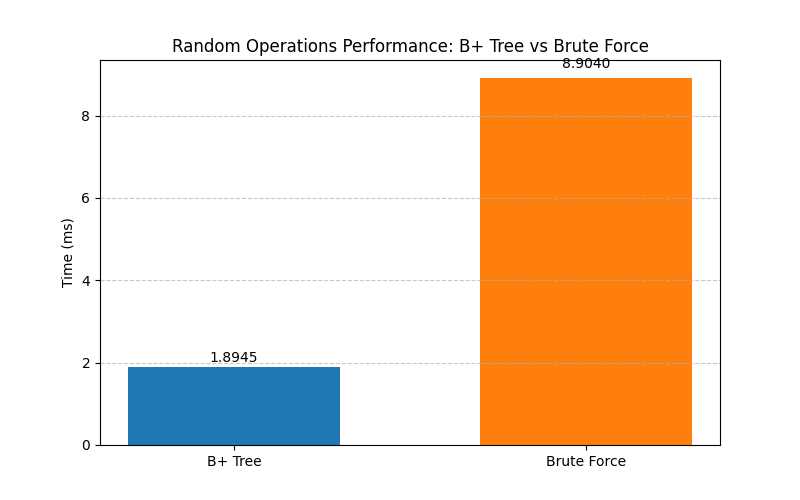 Random Operations Performance: B+ Tree vs Brute Force
8.9040
8
6
Time (ms)
4
1.8945
2
0
B+ Tree
Brute Force